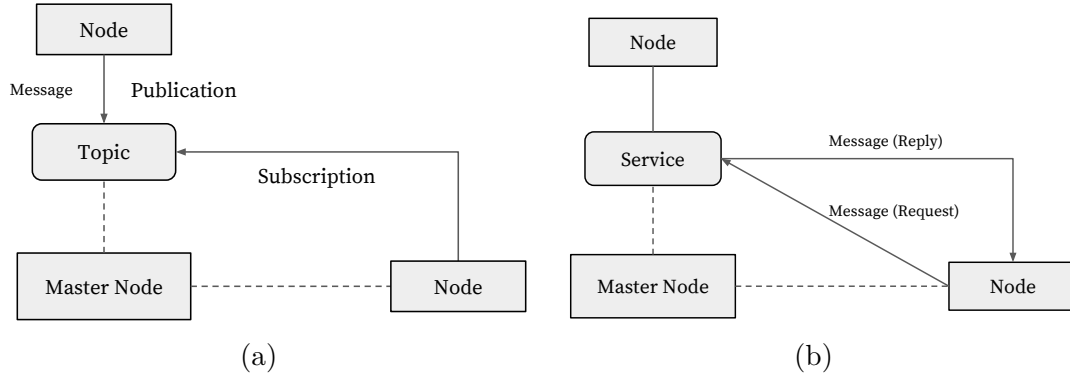 Node
Message
Publication
Topic
Subscription
Master Node
Node
(a)
Node
Service
Message (Reply)
Message (Request)
Master Node
Node
(b)